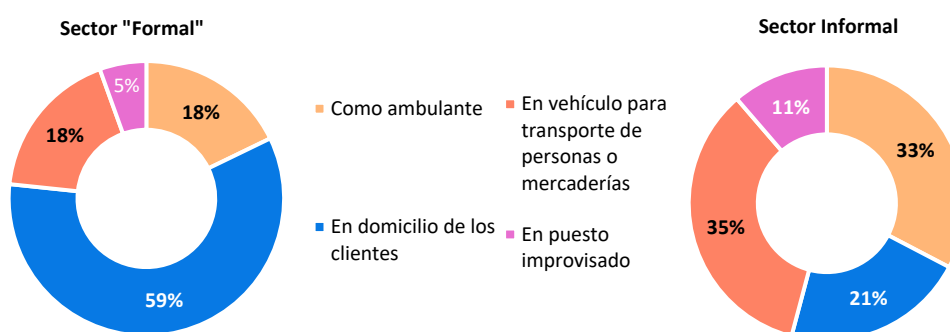 Sector "Formal"
5%
18%
18%
59%
Como ambulante
En domicilio de los
clientes
En vehículo para
transporte de
personas o
mercaderías
En puesto
improvisado
Sector Informal
11%
33%
35%
21%